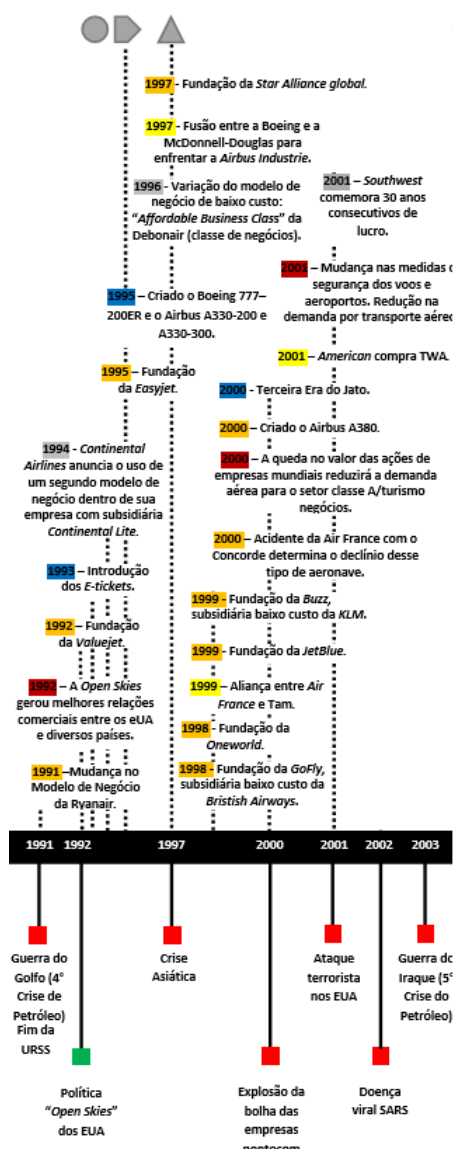 1997 - Fundação da Star Alliance global.
1997 - Fusão entre a Boeing e a
McDonnell-Douglas para
enfrentar a Airbus Industrie.
1996 - Variação do modelo de
negócio de baixo custo:
“Affordable Business Class” da
Debonair (classe de negócios).
2001 – Southwest
comemora 30 anos
consecutivos de
lucro.
2001 – Mudança nas medidas
segurança dos voos e
aeroportos. Redução na
demanda por transporte aére
1995 – Criado o Boeing 777–
200ER e o Airbus A330-200 e
A330-300.
2001 – American compra TWA.
1995 – Fundação
da Easyjet.
2000 - Terceira Era do Jato.
2000 – Criado o Airbus A380.
2000 – A queda no valor das ações de
empresas mundiais reduzirá a demanda
aérea para o setor classe A/turismo
negócios.
1994 - Continental
Airlines anuncia o uso de
um segundo modelo de
negócio dentro de sua
empresa com subsidiária
Continental Lite.
2000 – Acidente da Air France com o
Concorde determina o declínio desse
tipo de aeronave.
1993 - Introdução
dos E-tickets.
1999 - Fundação da Buzz,
subsidiária baixo custo da KLM.
1992 – Fundação
da Valuejet.
1999 - Fundação da JetBlue.
1992 – A Open Skies
gerou melhores relações
comerciais entre os eUA
e diversos países.
1999 – Aliança entre Air
France e Tam.
1998 - Fundação da
Oneworld.
1991 –Mudança no
Modelo de Negócio
da Ryanair.
1998 - Fundação da GoFly,
subsidiária baixo custo da
Bristish Airways.
1991 1992 1997 2000 2001 2002 2003
Guerra do
Golfo (4°
Crise de
Petróleo)
Fim da
URSS
Crise
Asiática
Ataque
terrorista
nos EUA
Guerra
Iraque (5°
Crise do
Petróleo)
Política
“Open Skies”
dos EUA
Explosão da
bolha das
empresas
Doença
viral SARS